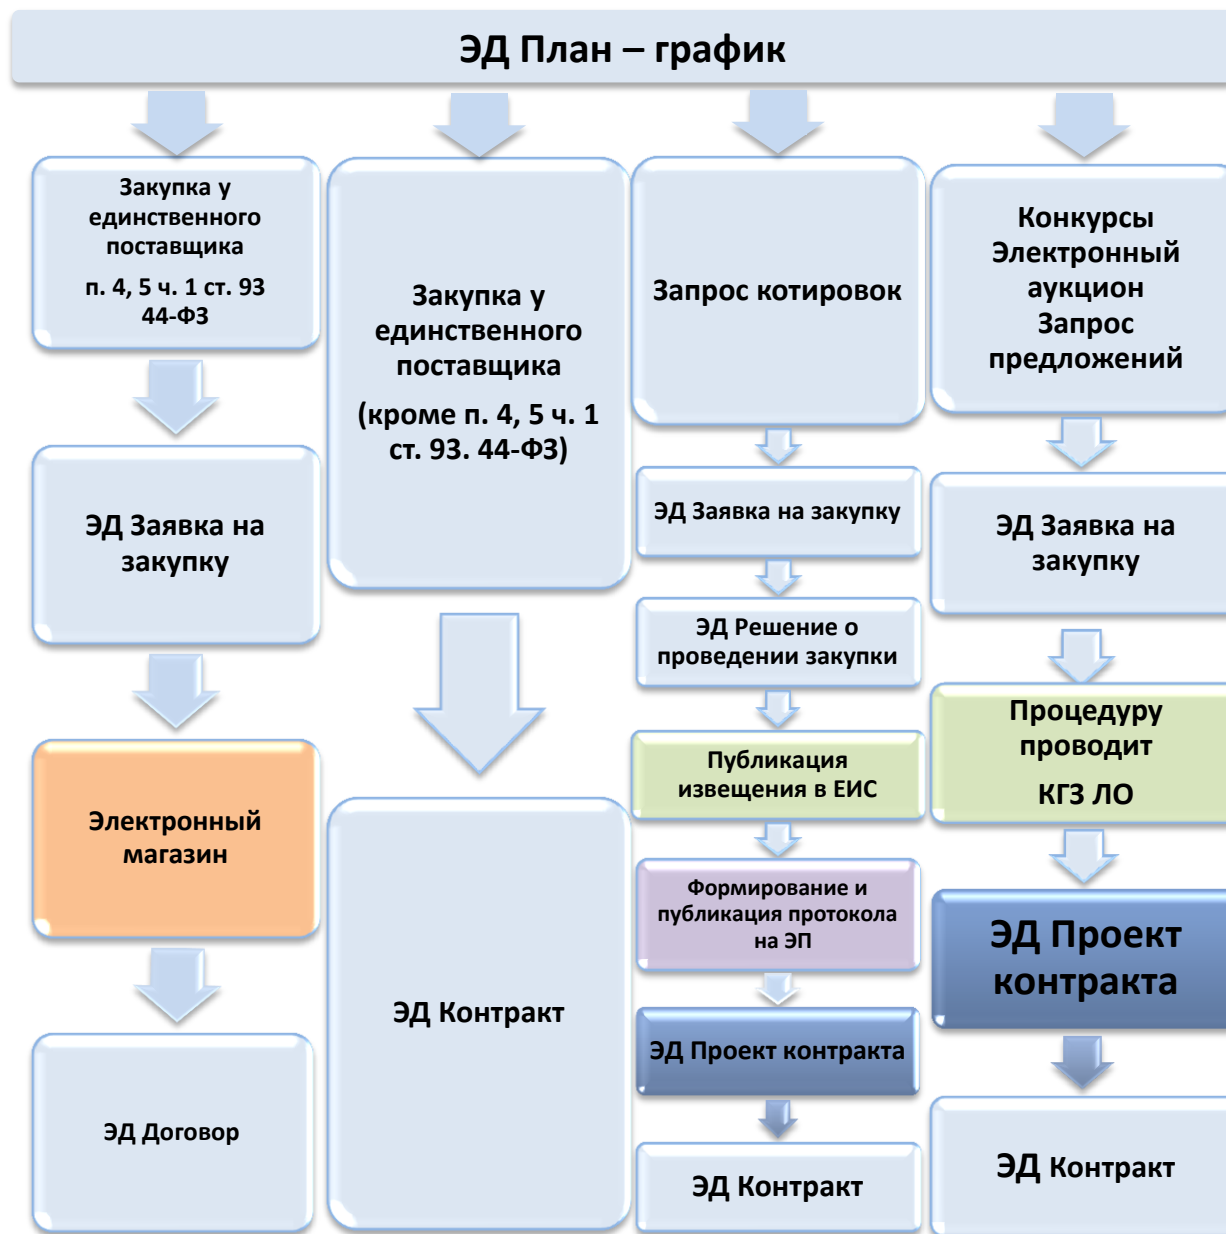 ЭД План – график
Закупка у
единственного
поставщика
п. 4, 5 ч. 1 ст. 93
44-ФЗ
ЭД Заявка на
закупку
Электронный
магазин
ЭД Договор
Закупка у
единственного
поставщика
(кроме п. 4, 5 ч. 1
ст. 93. 44-ФЗ)
ЭД Контракт
Запрос котировок
ЭД Заявка на закупку
ЭД Решение о
проведении закупки
Публикация
извещения в ЕИС
Формирование и
публикация протокола
на ЭП
ЭД Проект контракта
ЭД Контракт
Конкурсы
Электронный
аукцион
Запрос
предложений
ЭД Заявка на
закупку
Процедуру
проводит
КГЗ ЛО
ЭД Проект
контракта
ЭД Контракт